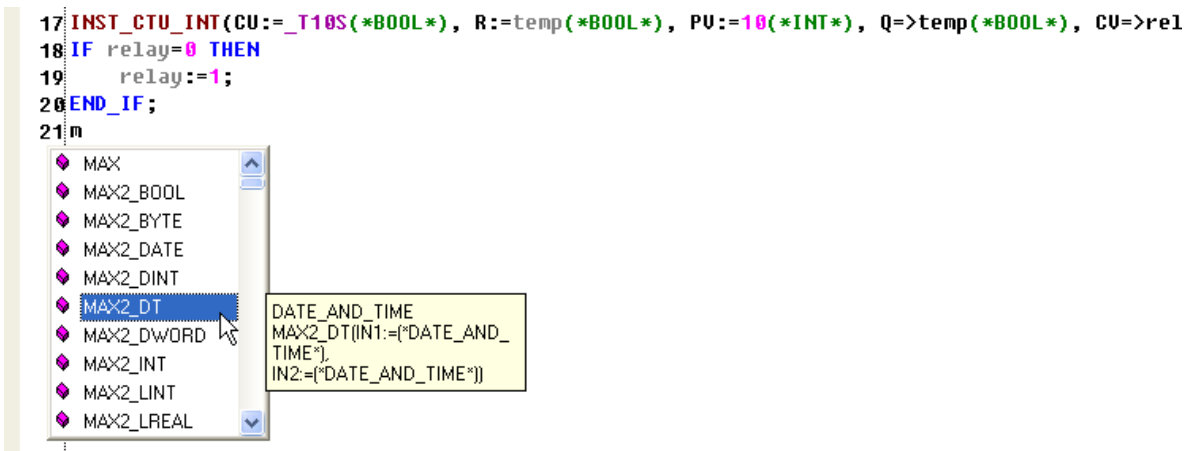 17 INST_CTU_INT(CU:=_T10S(*BOOL*), R:=temp(*BOOL*), PV:=10(*INT*), Q=>temp(*BOOL*), CV=>rel
18 IF relay=0 THEN
19 relay:=1;
20 END_IF;
21 m
MAX
MAX2_BOOL
MAX2_BYTE
MAX2_DATE
MAX2_DINT
MAX2_DT
MAX2_DWORD
MAX2_INT
MAX2_LINT
MAX2_LREAL
DATE_AND_TIME
MAX2_DT(IN1:=(*DATE_AND_
TIME*),
IN2:=(*DATE_AND_TIME*))